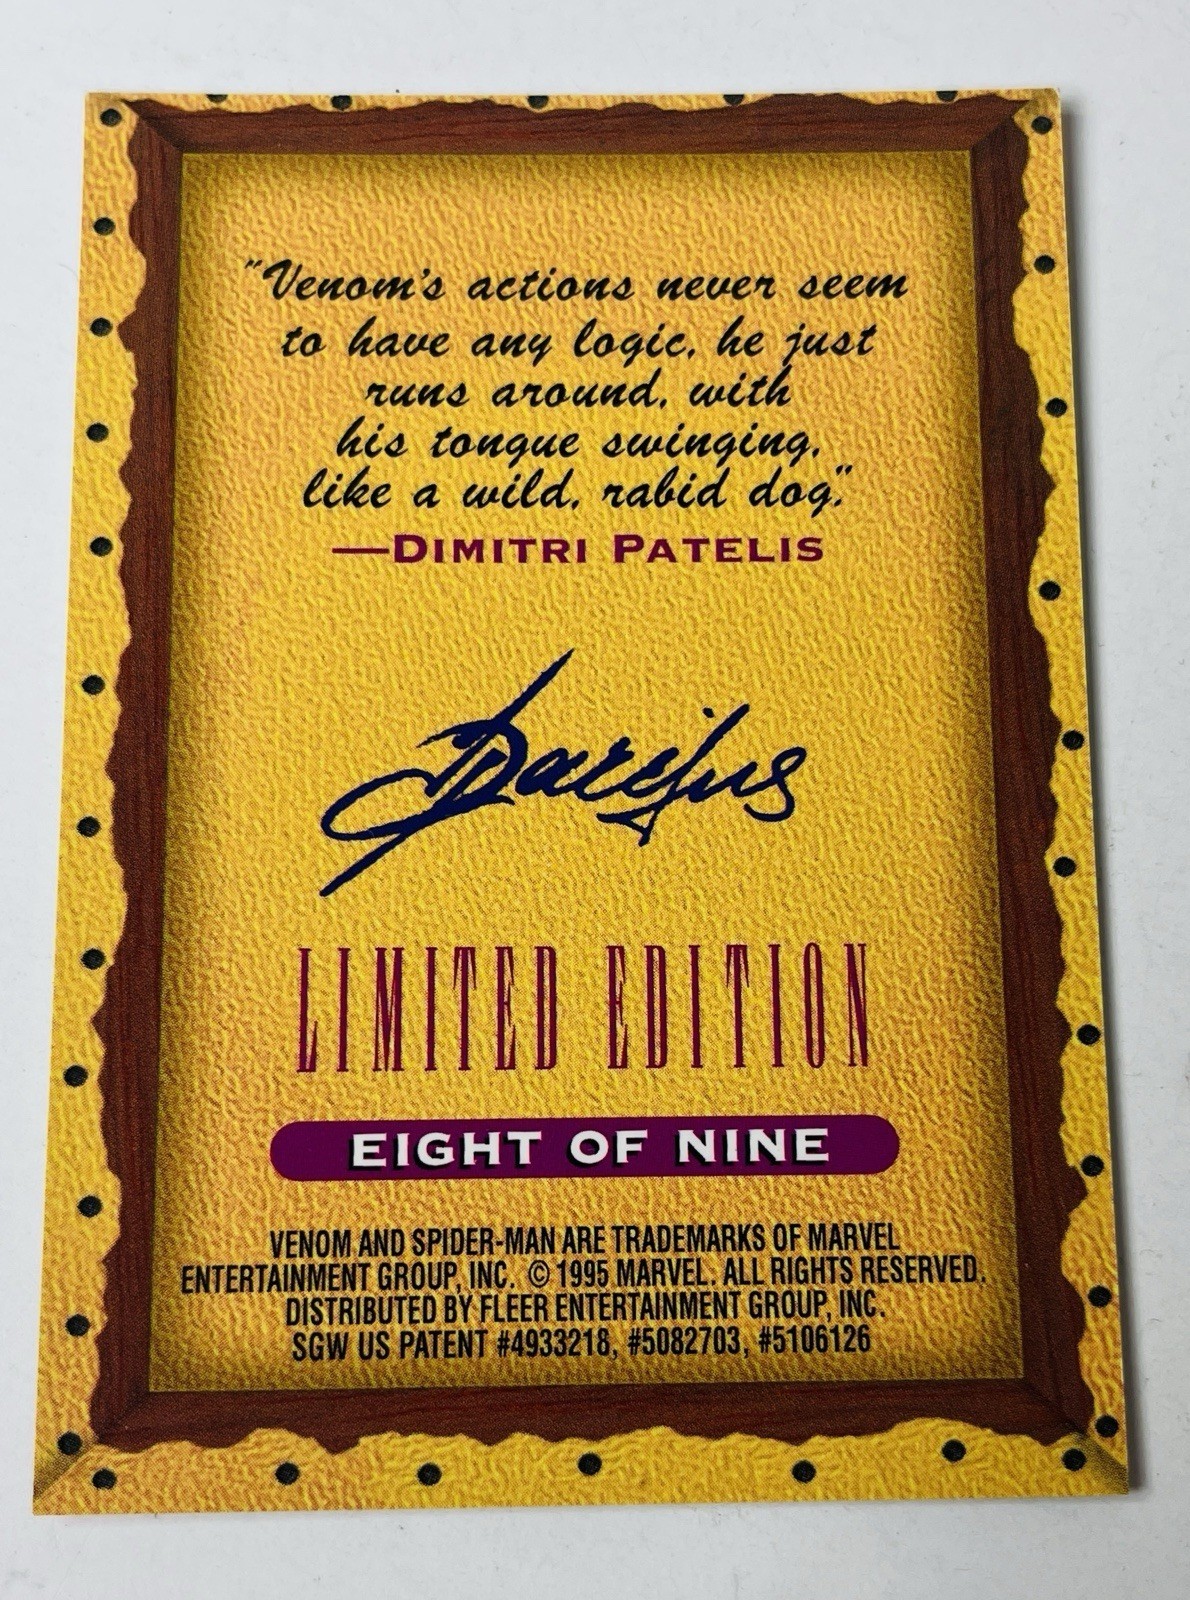 "Venom's actions never seem
to have any logic, he just
runs around, with
his tongue swinging,
like a wild, rabid dog."
—DIMITRI PATELIS
LIMITED EDITION
EIGHT OF NINE
VENOM AND SPIDER-MAN ARE TRADEMARKS OF MARVEL
ENTERTAINMENT GROUP, INC. © 1995 MARVEL. ALL RIGHTS RESERVED.
DISTRIBUTED BY FLEER ENTERTAINMENT GROUP, INC.
SGW US PATENT #4933218, #5082703, #5106126